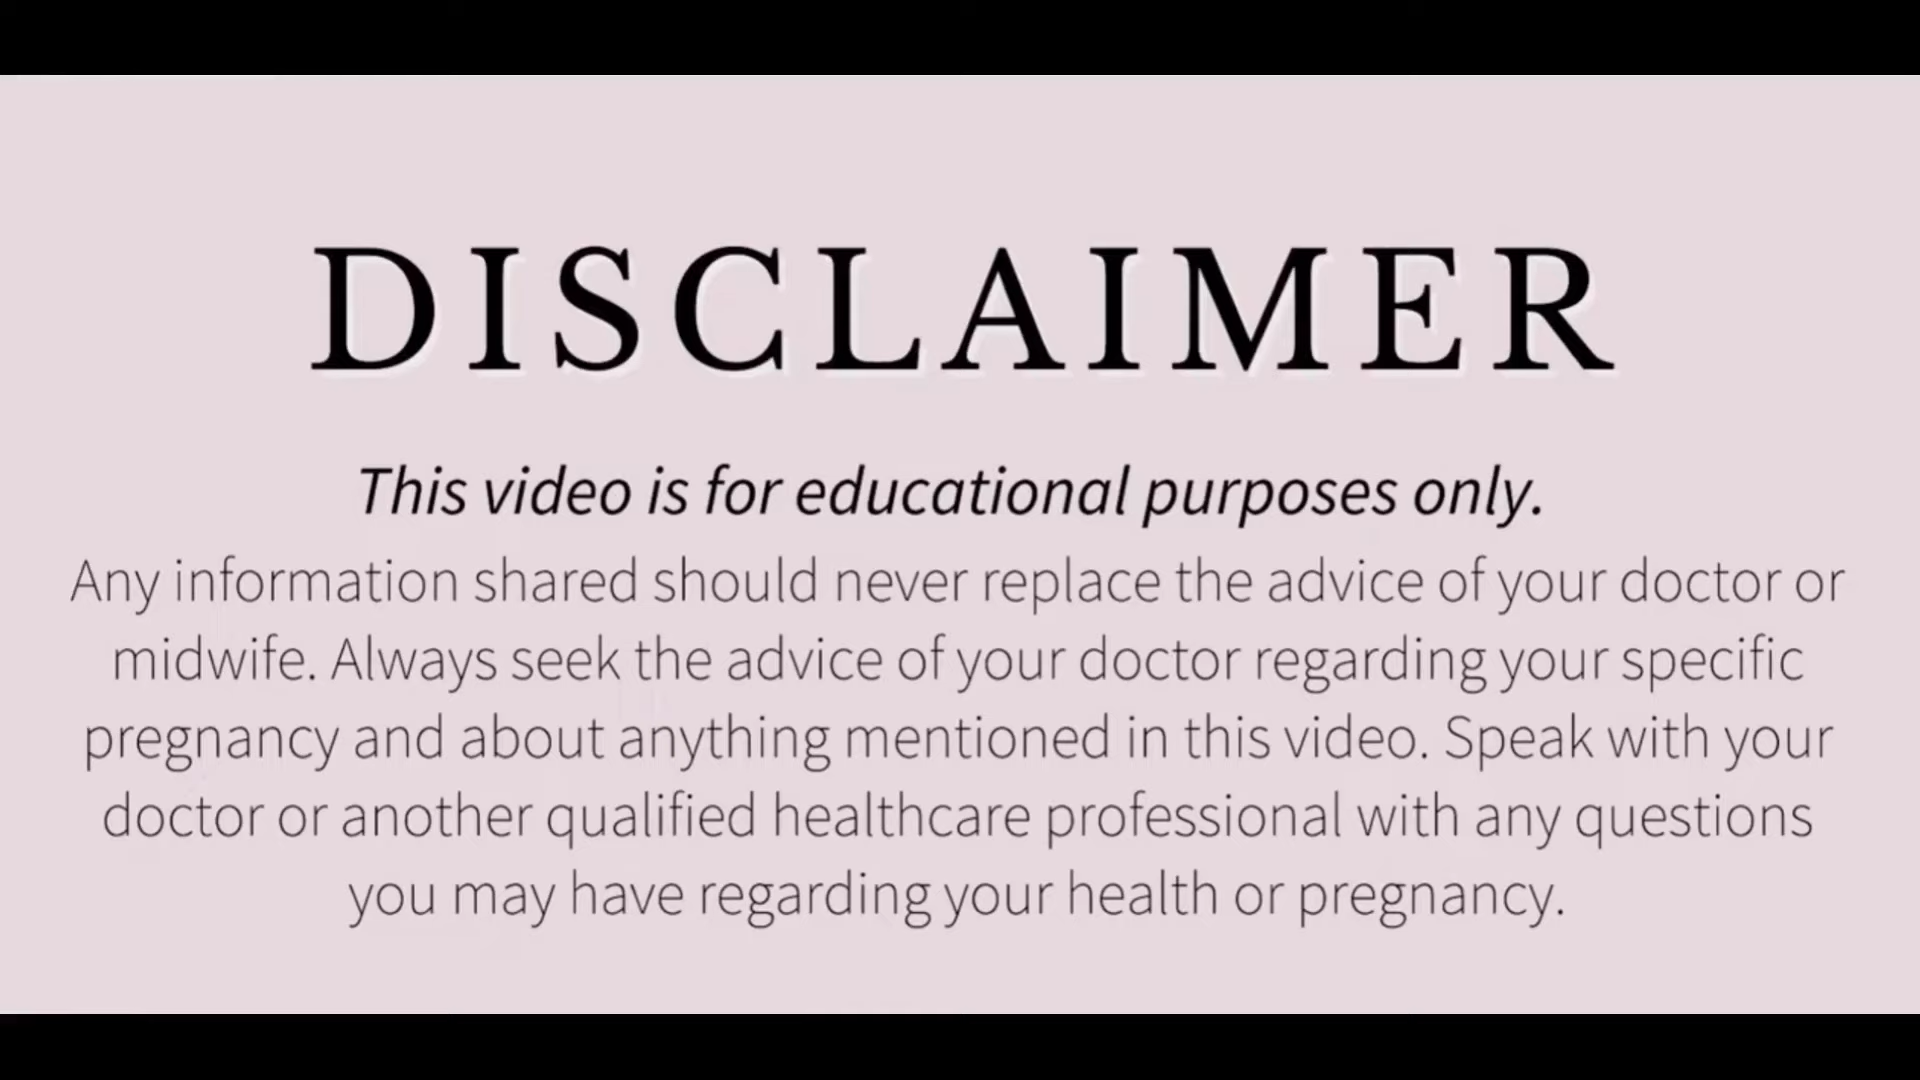 DISCLAIMER
This video is for educational purposes only.
Any information shared should never replace the advice of your doctor or
midwife. Always seek the advice of your doctor regarding your specific
pregnancy and about anything mentioned in this video. Speak with your
doctor or another qualified healthcare professional with any questions
you may have regarding your health or pregnancy.